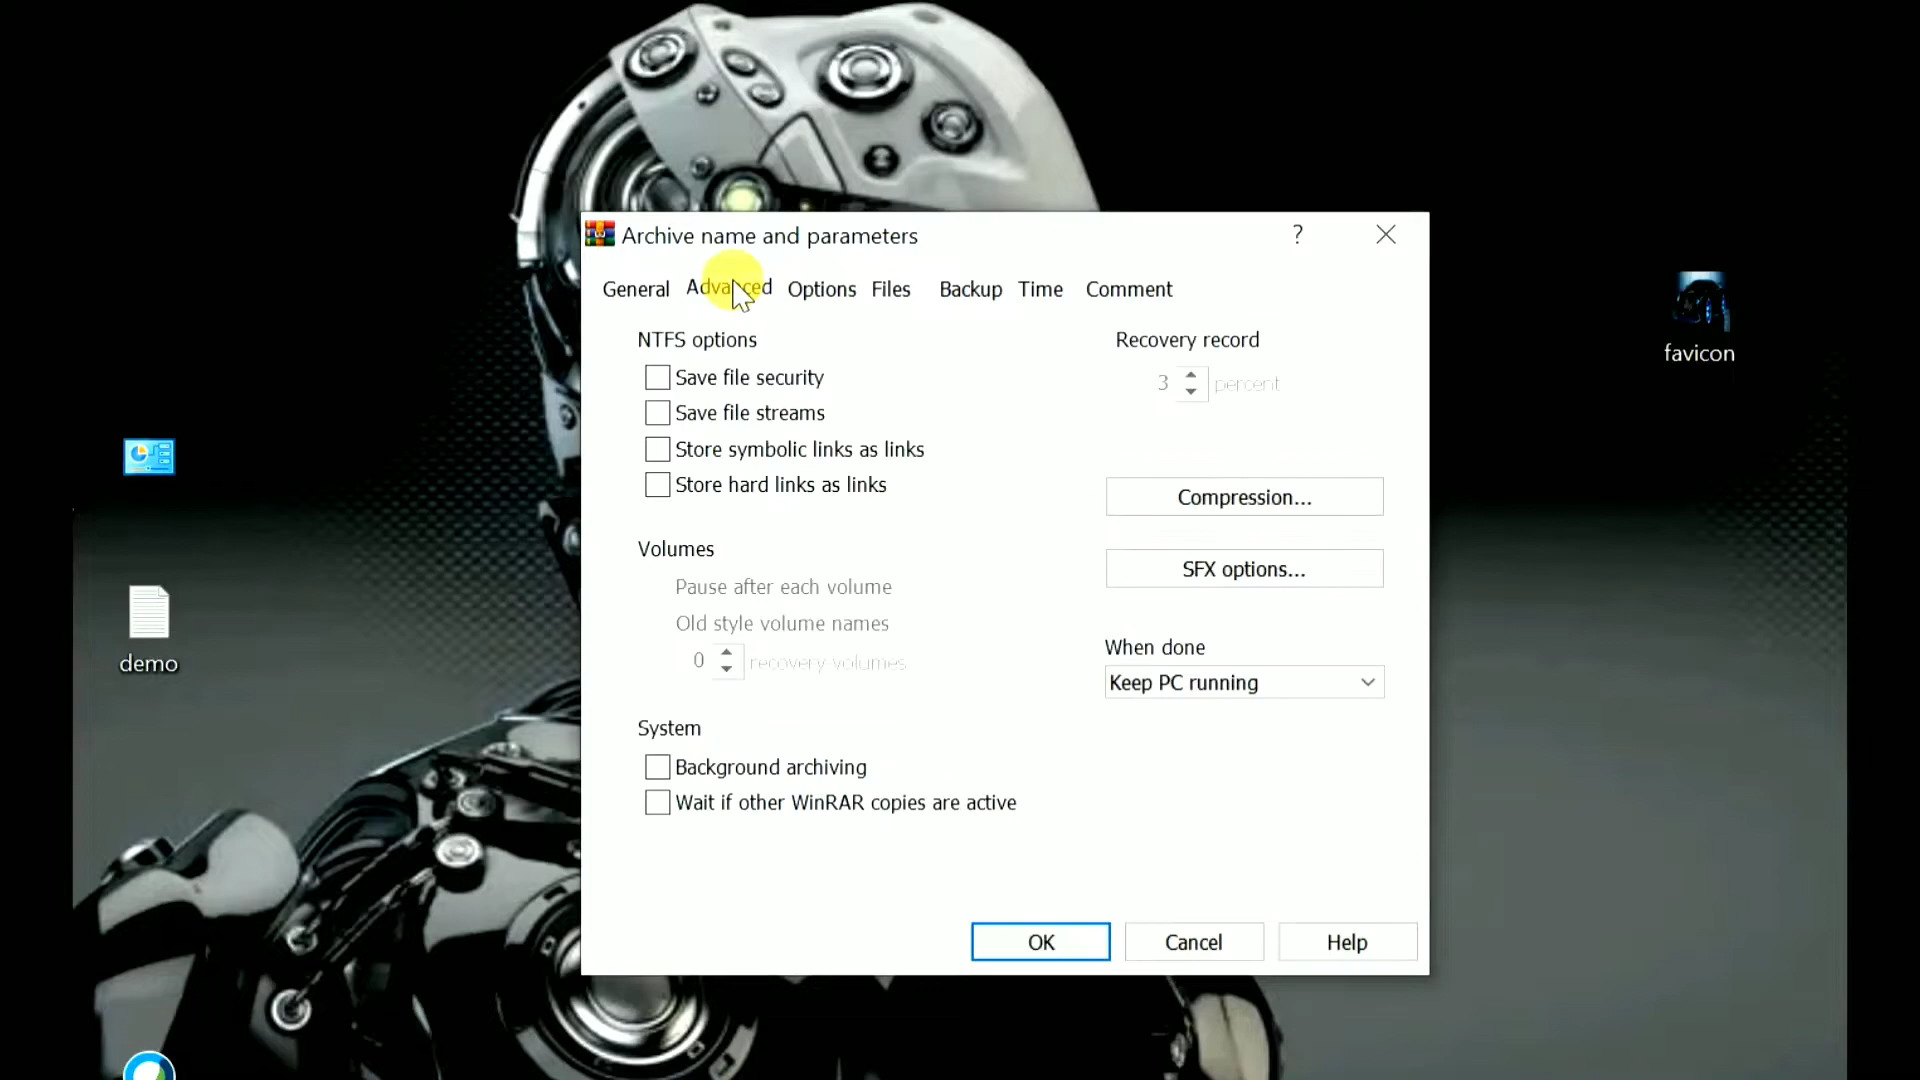 Archive name and parameters
?
General Advanced Options Files Backup Time Comment
NTFS options
Save file security
Save file streams
Store symbolic links as links
Store hard links as links
Volumes
Pause after each volume
Old style volume names
0 recovery volumes
System
Background archiving
Wait if other WinRAR copies are active
Recovery record
3 percent
Compression...
SFX options...
When done
Keep PC running
OK Cancel Help
favicon
demo